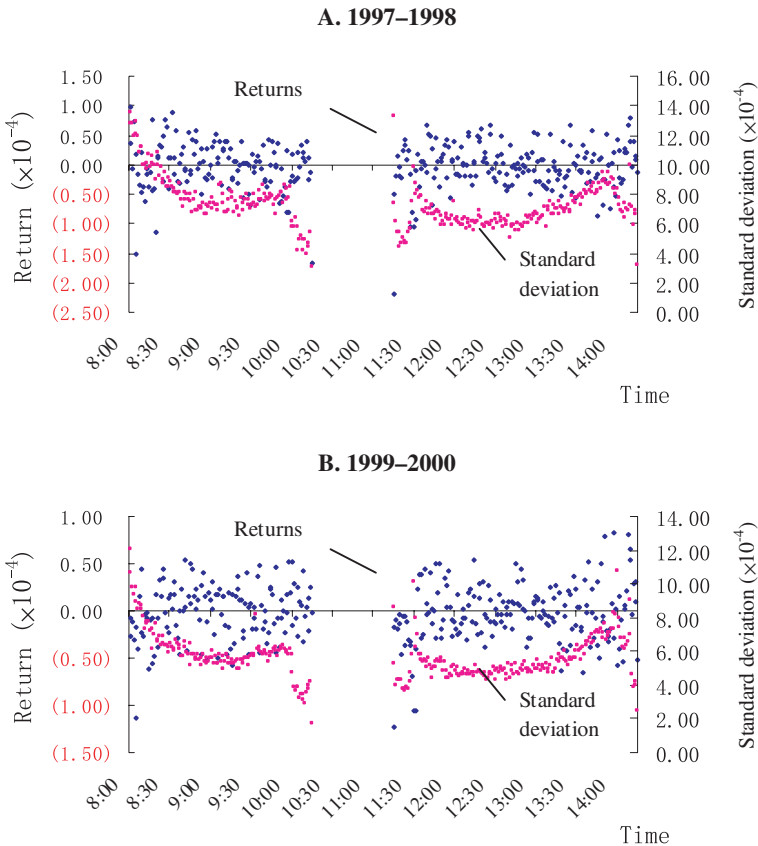 A. 1997–1998
Return (×10⁻⁴)
1.50
1.00
0.50
0.00
(0.50)
(1.00)
(1.50)
(2.00)
(2.50)
Returns
Standard
deviation
16.00
14.00
12.00
10.00
8.00
6.00
4.00
2.00
0.00
Standard deviation (×10⁻⁴)
8:00 8:30 9:00 9:30 10:00 10:30 11:00 11:30 12:00 12:30 13:00 13:30 14:00
Time
B. 1999–2000
Return (×10⁻⁴)
1.00
0.50
0.00
(0.50)
(1.00)
(1.50)
Returns
Standard
deviation
14.00
12.00
10.00
8.00
6.00
4.00
2.00
0.00
Standard deviation (×10⁻⁴)
8:00 8:30 9:00 9:30 10:00 10:30 11:00 11:30 12:00 12:30 13:00 13:30 14:00
Time